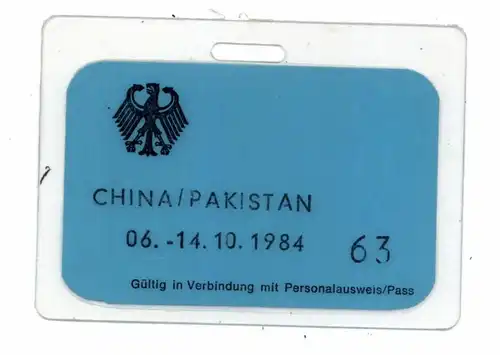 CHINA/PAKISTAN
06.-14.10.1984 63
Gültig in Verbindung mit Personalausweis/Pass